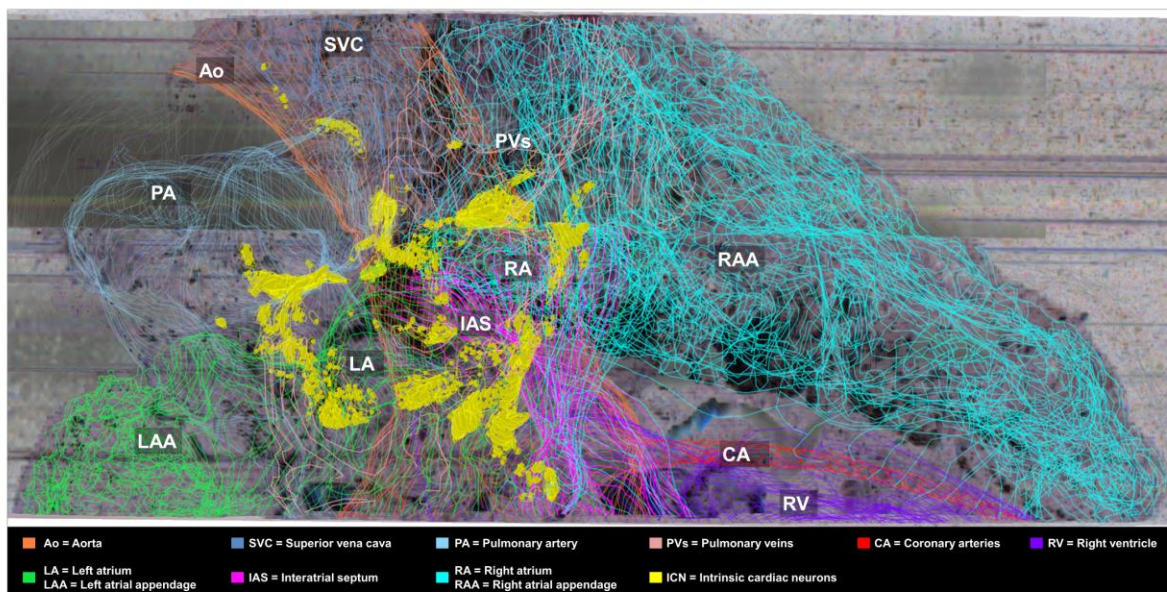 SVC
Ao
PVs
PA
RA
RAA
IAS
LA
LAA
CA
RV
Ao = Aorta
SVC = Superior vena cava
PA = Pulmonary artery
PVs = Pulmonary veins
CA = Coronary arteries
RV = Right ventricle
LA = Left atrium
LAA = Left atrial appendage
IAS = Interatrial septum
RA = Right atrium
RAA = Right atrial appendage
ICN = Intrinsic cardiac neurons